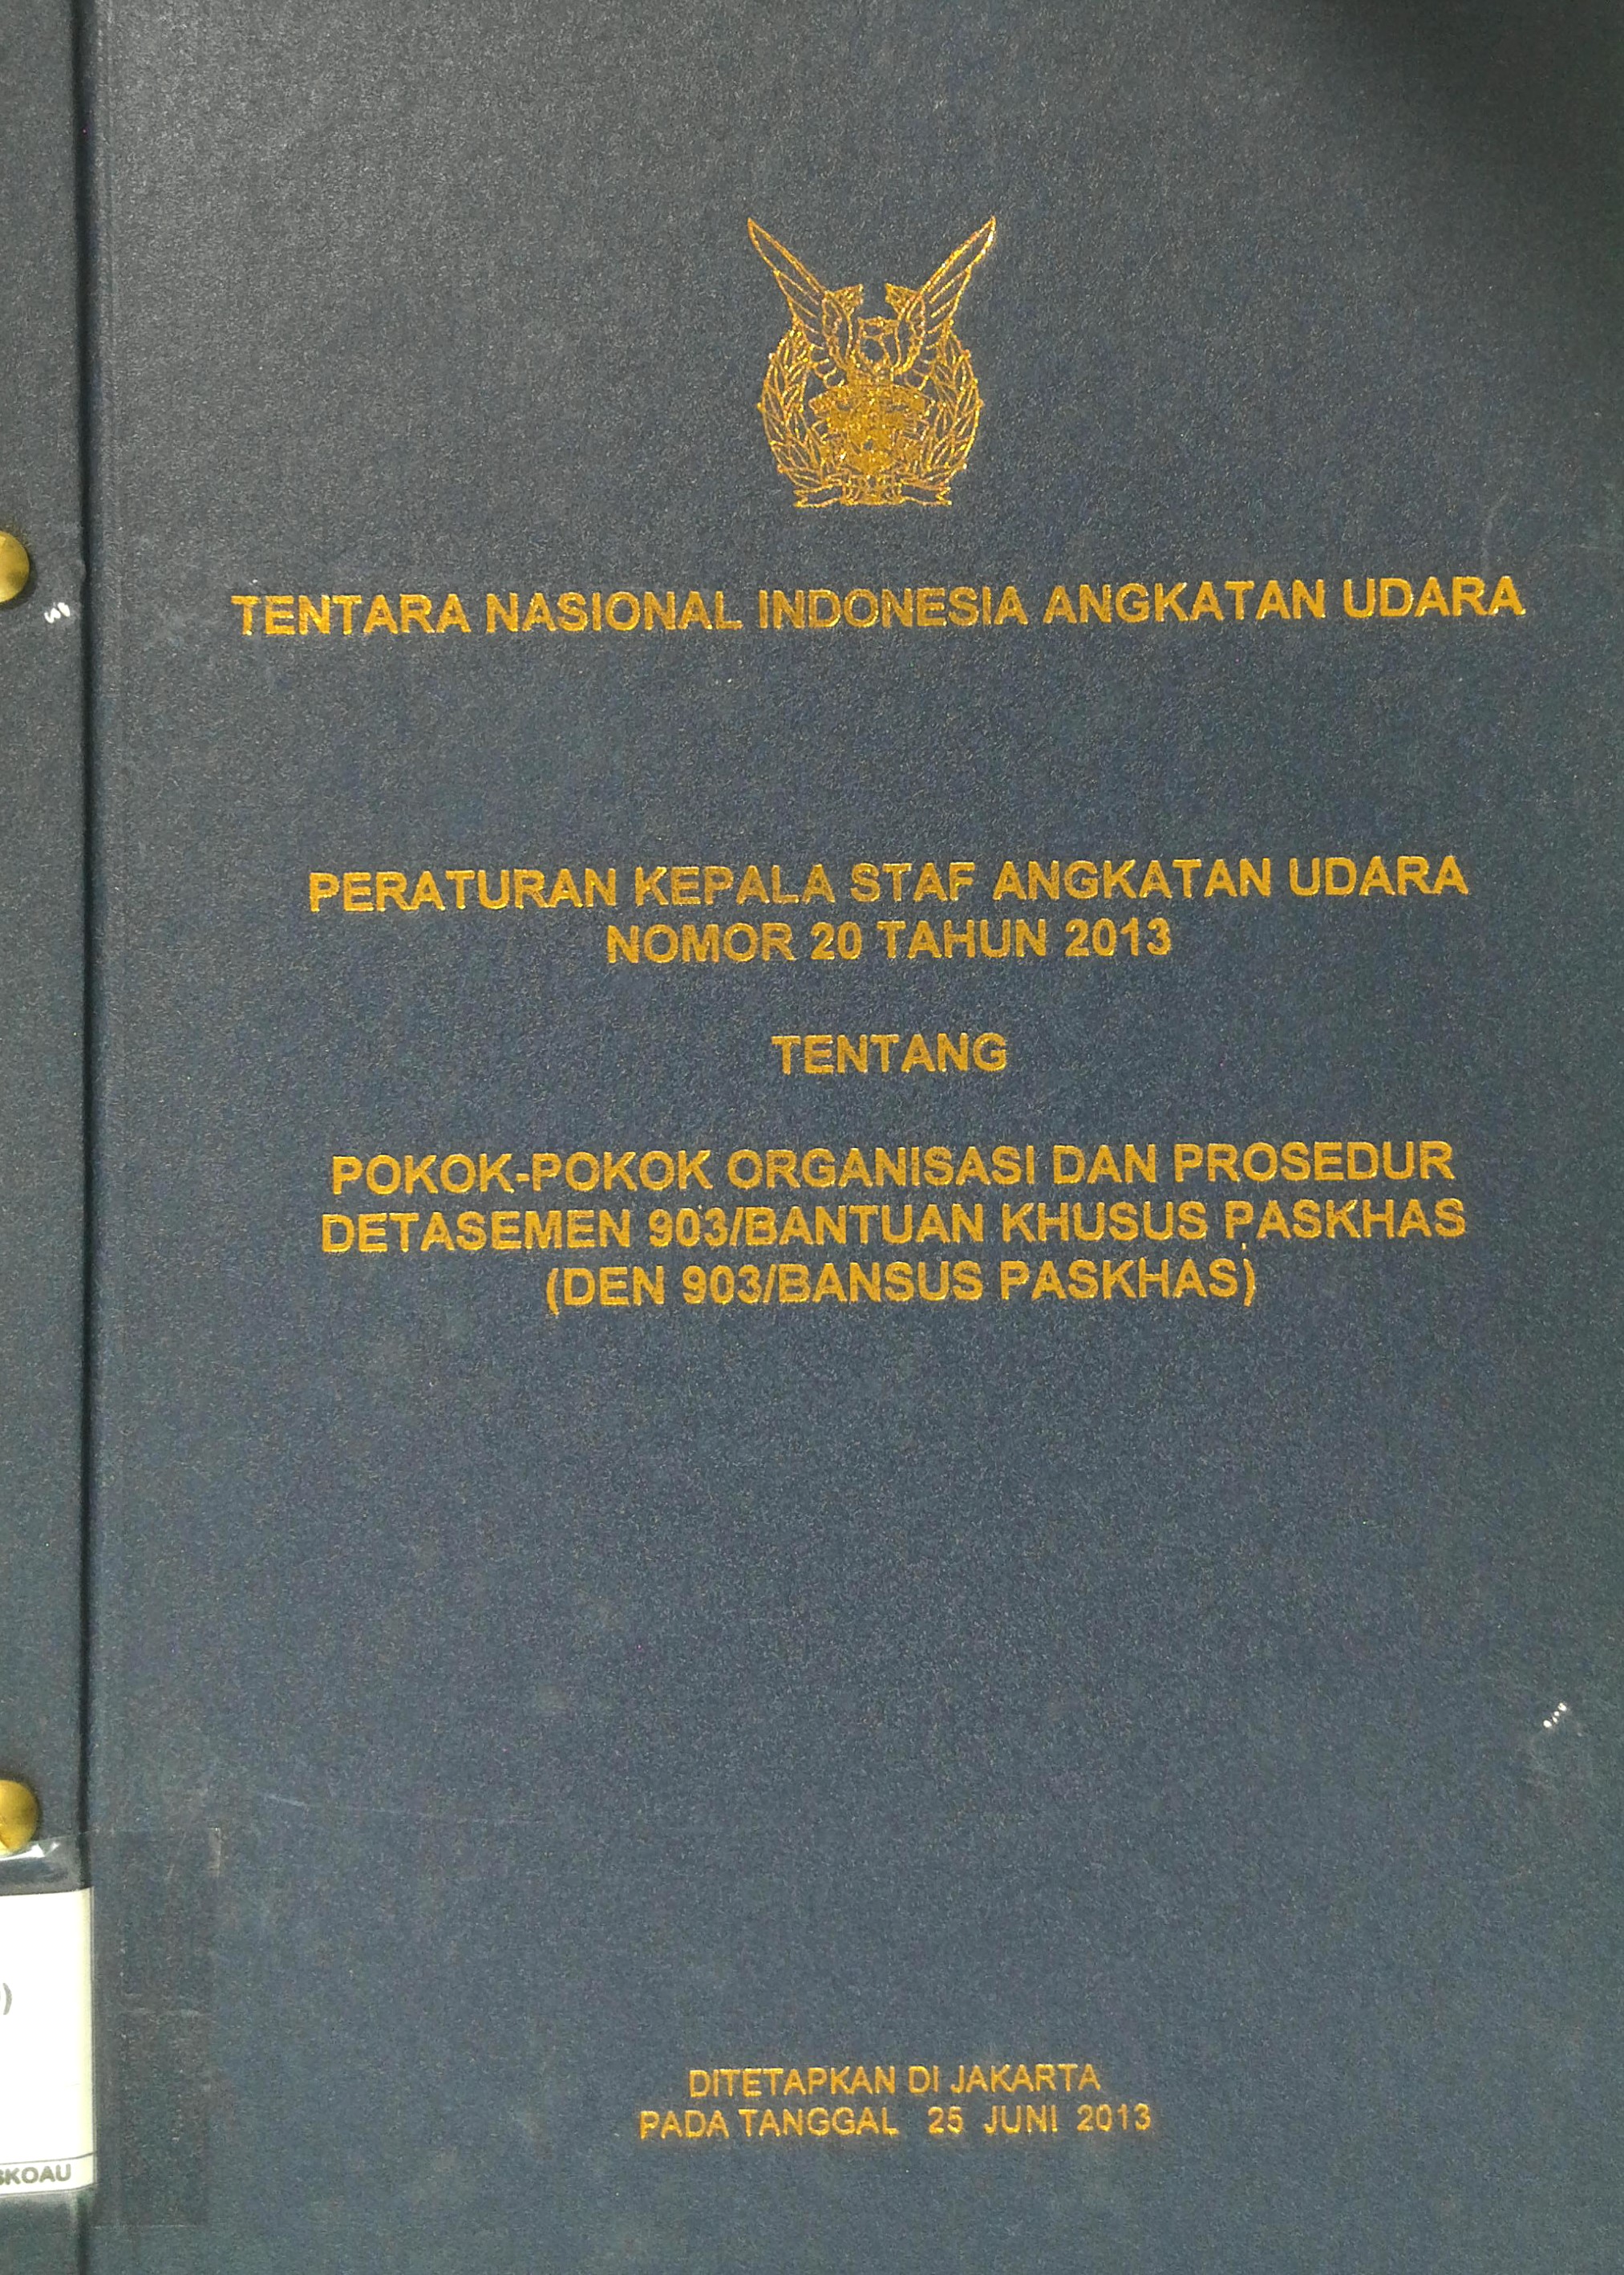 TENTARA NASIONAL INDONESIA ANGKATAN UDARA
PERATURAN KEPALA STAF ANGKATAN UDARA
NOMOR 20 TAHUN 2013
TENTANG
POKOK-POKOK ORGANISASI DAN PROSEDUR
DETASEMEN 903/BANTUAN KHUSUS PASKHAS
(DEN 903/BANSUS PASKHAS)
DITETAPKAN DI JAKARTA
PADA TANGGAL 25 JUNI 2013
)
SKOAU